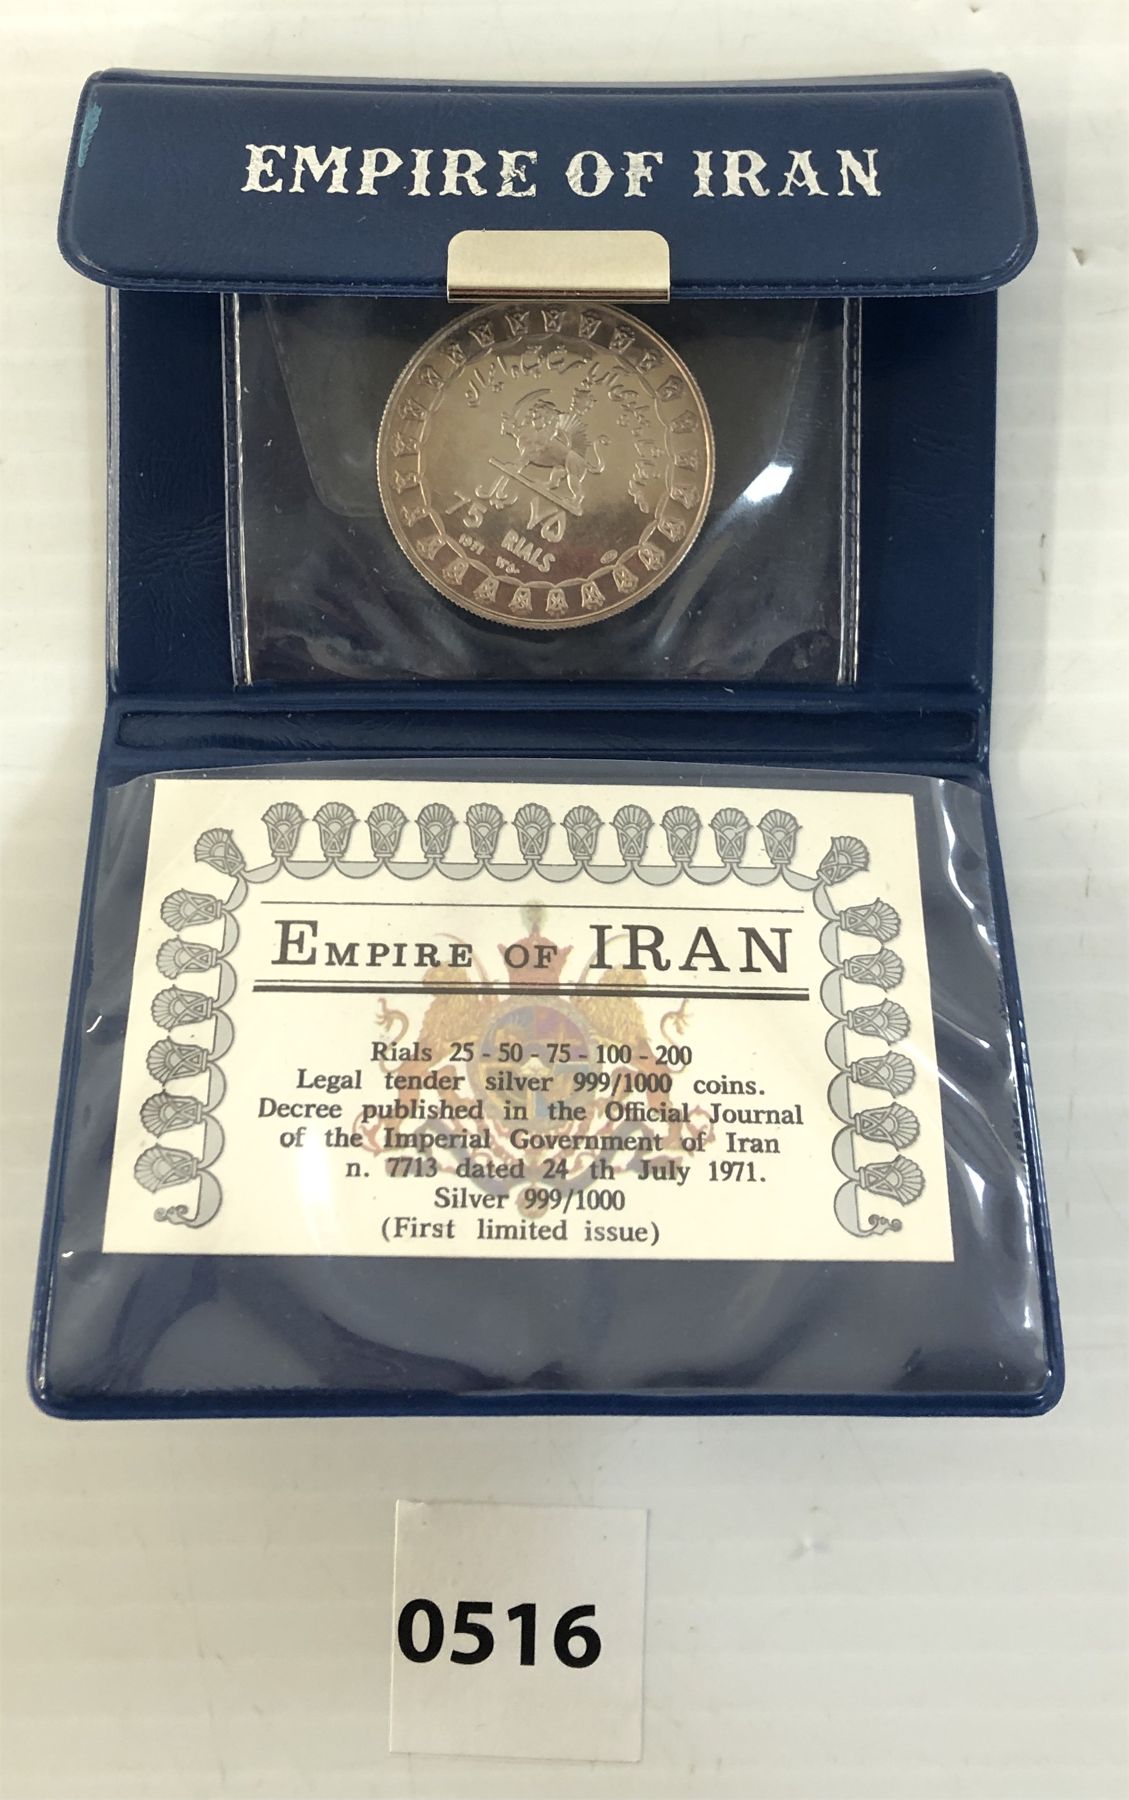 EMPIRE OF IRAN
ریال ۷۵
75 RIALS
1971
EMPIRE OF IRAN
Rials 25 - 50 - 75 - 100 - 200
Legal tender silver 999/1000 coins.
Decree published in the Official Journal
of the Imperial Government of Iran
n. 7713 dated 24 th July 1971.
Silver 999/1000
(First limited issue)
0516